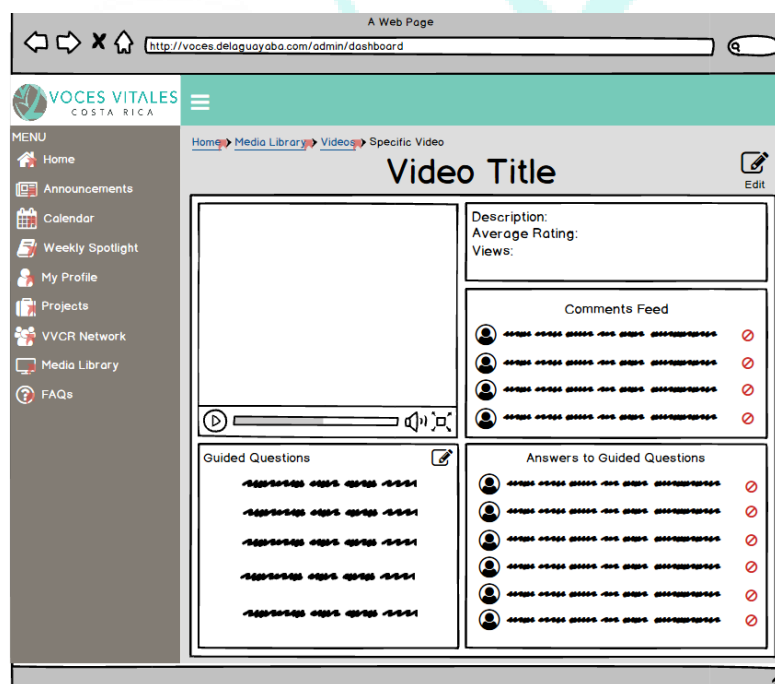 A Web Page
http://voces.delaguayaba.com/admin/dashboard
VOCES VITALES
COSTA RICA
MENU
Home
Announcements
Calendar
Weekly Spotlight
My Profile
Projects
VVCR Network
Media Library
FAQs
Home Media Library Videos Specific Video
Video Title
Edit
Description:
Average Rating:
Views:
Comments Feed
Guided Questions
Answers to Guided Questions